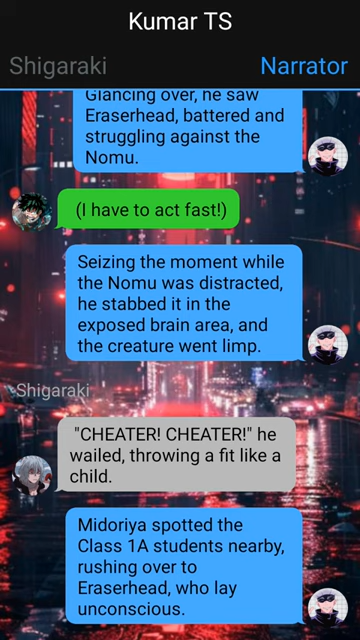 Kumar TS
Shigaraki
Narrator
Glancing over, he saw
Eraserhead, battered and
struggling against the
Nomu.
(I have to act fast!)
Seizing the moment while
the Nomu was distracted,
he stabbed it in the
exposed brain area, and
the creature went limp.
Shigaraki
"CHEATER! CHEATER!" he
wailed, throwing a fit like a
child.
Midoriya spotted the
Class 1A students nearby,
rushing over to
Eraserhead, who lay
unconscious.